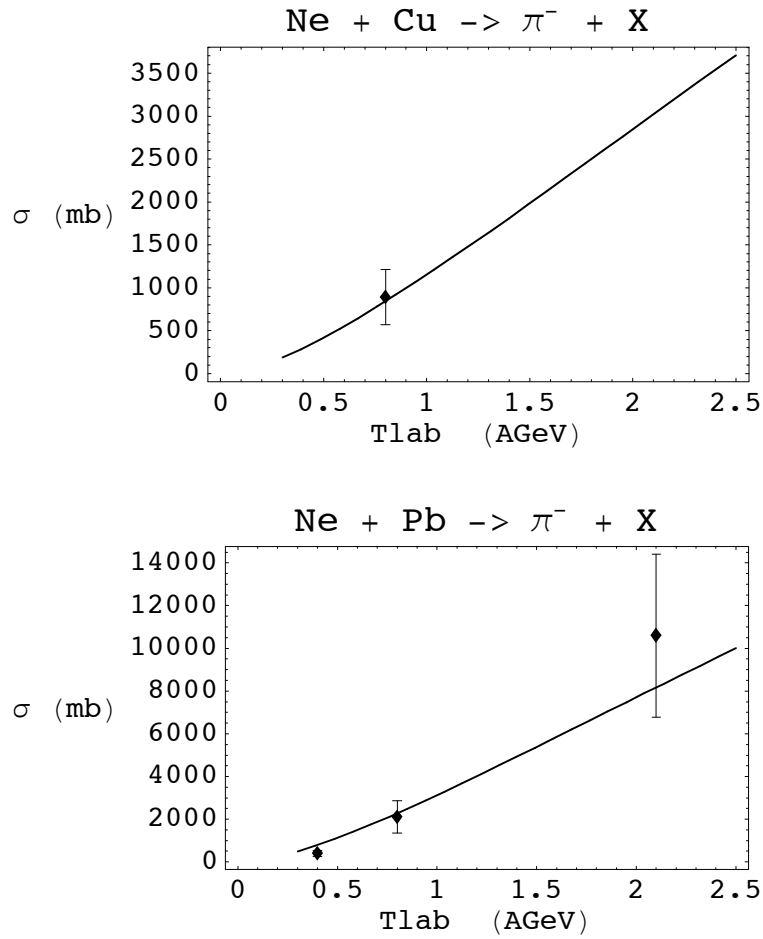 Ne + Cu -> π⁻ + X
3500
3000
2500
2000
σ (mb)
1500
1000
500
0
0 0.5 1 1.5 2 2.5
Tlab (AGeV)
Ne + Pb -> π⁻ + X
14000
12000
10000
8000
σ (mb)
6000
4000
2000
0
0 0.5 1 1.5 2 2.5
Tlab (AGeV)